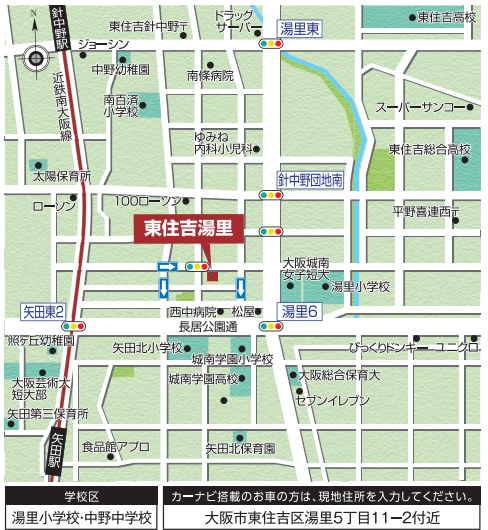 N
針中野駅
近鉄南大阪線
東住吉針中野〒
ドラッグ
サーバー
湯里東
東住吉高校
ジョーシン
中野幼稚園
南條病院
南百済
小学校
スーパーサンコー
ゆみね
内科小児科
東住吉総合高校
太陽保育所
針中野団地南
ローソン
100ローソン
平野喜連西〒
東住吉湯里
大阪城南
女子短大
湯里小学校
西中病院
松屋
湯里6
長居公園通
矢田東2
照ヶ丘幼稚園
矢田北小学校
城南学園小学校
びっくりドンキー
ユニクロ
大阪芸術大
短大部
城南学園高校
大阪総合保育大
セブンイレブン
矢田第三保育所
矢田駅
食品館アプロ
矢田北保育園
学校区
湯里小学校・中野中学校
カーナビ搭載のお車の方は、現地住所を入力してください。
大阪市東住吉区湯里5丁目11−2付近